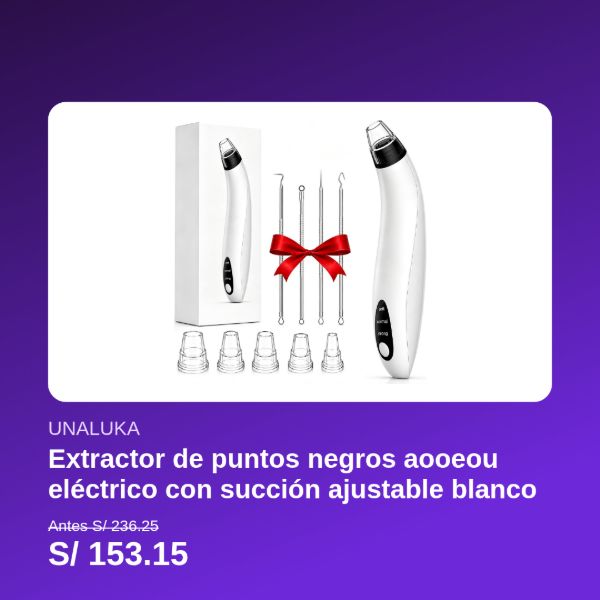 UNALUKA
Extractor de puntos negros aooeou
eléctrico con succión ajustable blanco
Antes S/ 236.25
S/ 153.15